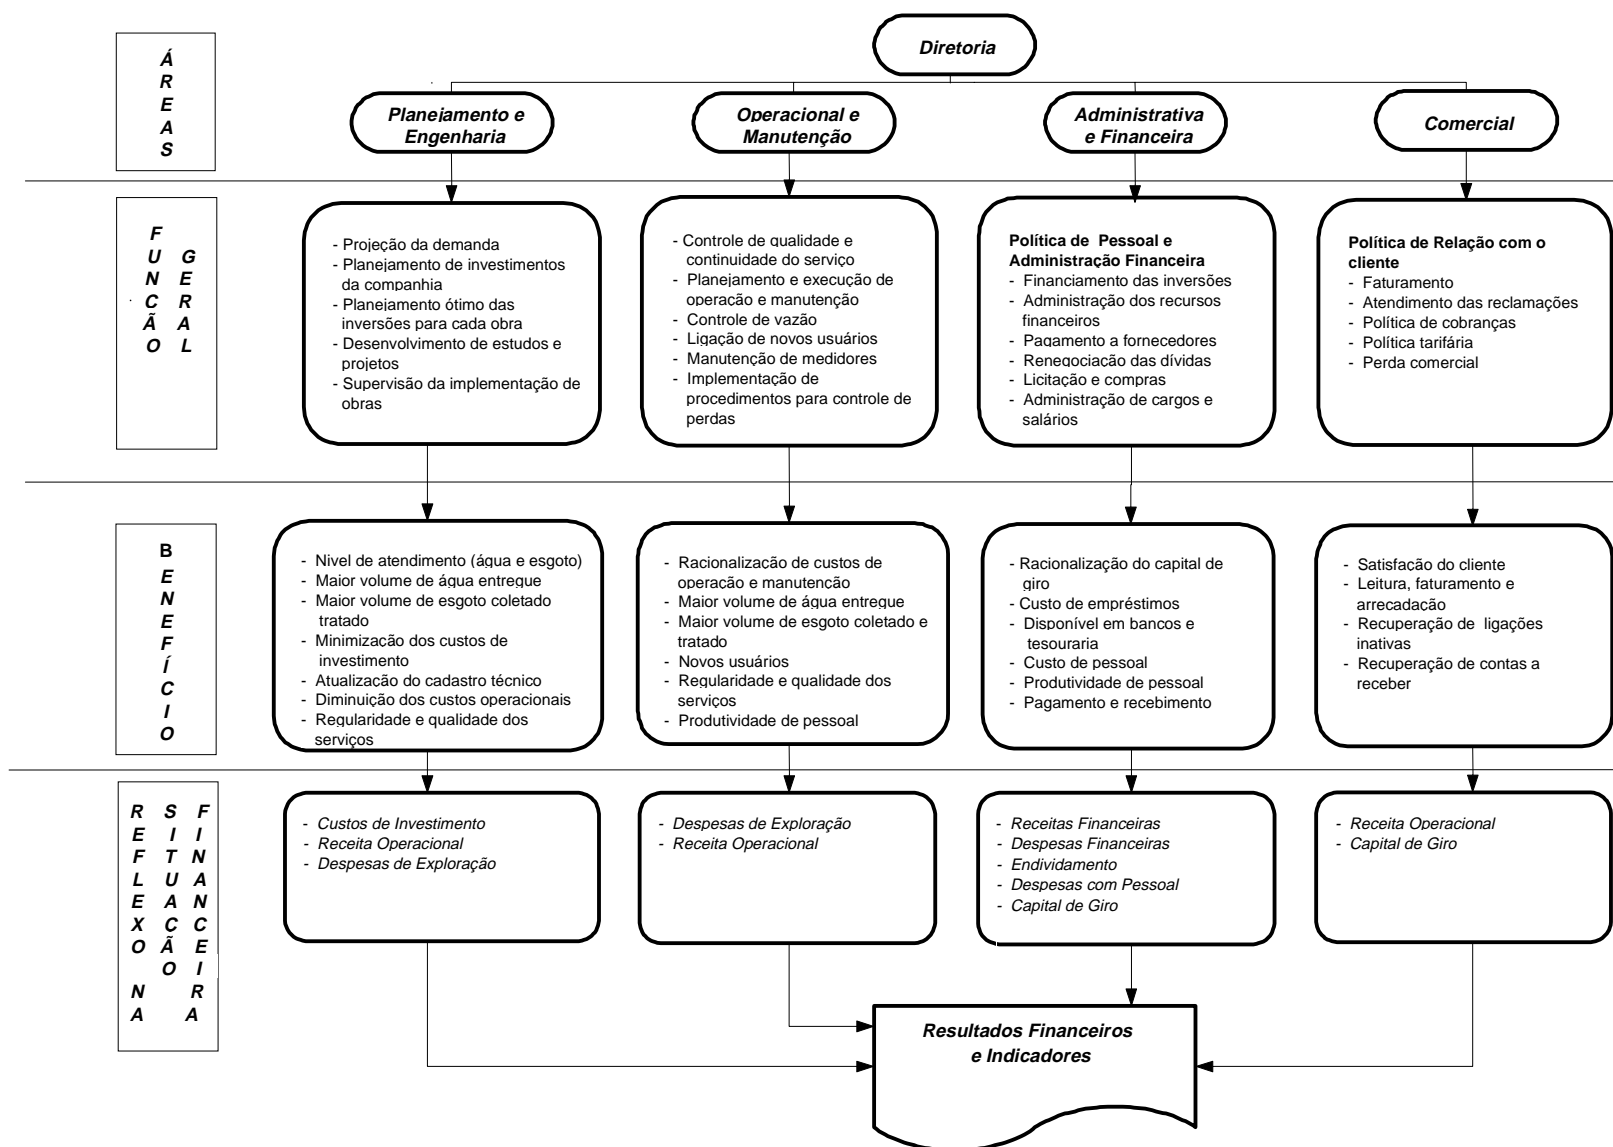 Diretoria
ÁREAS
Planejamento e
Engenharia
Operacional e
Manutenção
Administrativa
e Financeira
Comercial
FUNCÃO
GERAL
- Projeção da demanda
- Planejamento de investimentos
da companhia
- Planejamento ótimo das
inversões para cada obra
- Desenvolvimento de estudos e
projetos
- Supervisão da implementação de
obras
- Controle de qualidade e
continuidade do serviço
- Planejamento e execução de
operação e manutenção
- Controle de vazão
- Ligação de novos usuários
- Manutenção de medidores
- Implementação de
procedimentos para controle de
perdas
Política de Pessoal e
Administração Financeira
- Financiamento das inversões
- Administração dos recursos
financeiros
- Pagamento a fornecedores
- Renegociação das dívidas
- Licitação e compras
- Administração de cargos e
salários
Política de Relação com o
cliente
- Faturamento
- Atendimento das reclamações
- Política de cobranças
- Política tarifária
- Perda comercial
BENEFÍCIO
- Nivel de atendimento (água e esgoto)
- Maior volume de água entregue
- Maior volume de esgoto coletado
tratado
- Minimização dos custos de
investimento
- Atualização do cadastro técnico
- Diminuição dos custos operacionais
- Regularidade e qualidade dos
serviços
- Racionalização de custos de
operação e manutenção
- Maior volume de água entregue
- Maior volume de esgoto coletado e
tratado
- Novos usuários
- Regularidade e qualidade dos
serviços
- Produtividade de pessoal
- Racionalização do capital de
giro
- Custo de empréstimos
- Disponível em bancos e
tesouraria
- Custo de pessoal
- Produtividade de pessoal
- Pagamento e recebimento
- Satisfação do cliente
- Leitura, faturamento e
arrecadação
- Recuperação de ligações
inativas
- Recuperação de contas a
receber
REFLEXO NA
SITUAÇÃO
FINANCEIRA
- Custos de Investimento
- Receita Operacional
- Despesas de Exploração
- Despesas de Exploração
- Receita Operacional
- Receitas Financeiras
- Despesas Financeiras
- Endividamento
- Despesas com Pessoal
- Capital de Giro
- Receita Operacional
- Capital de Giro
Resultados Financeiros
e Indicadores